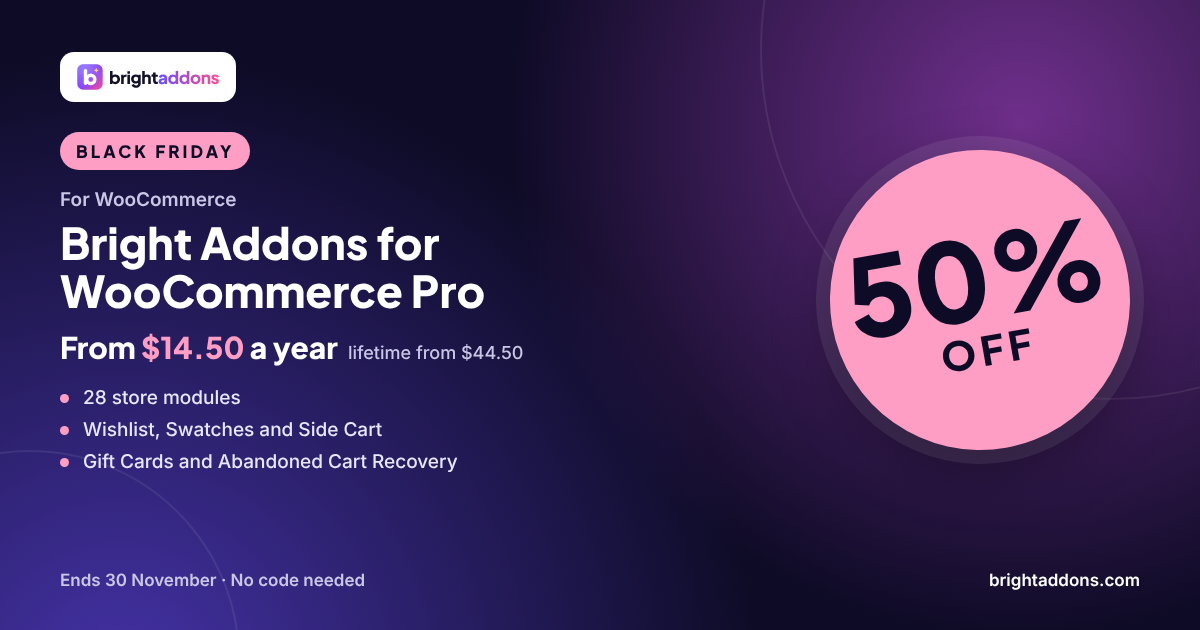 brightaddons
BLACK FRIDAY
For WooCommerce
Bright Addons for
WooCommerce Pro
From $14.50 a year lifetime from $44.50
28 store modules
Wishlist, Swatches and Side Cart
Gift Cards and Abandoned Cart Recovery
50%
OFF
Ends 30 November · No code needed
brightaddons.com